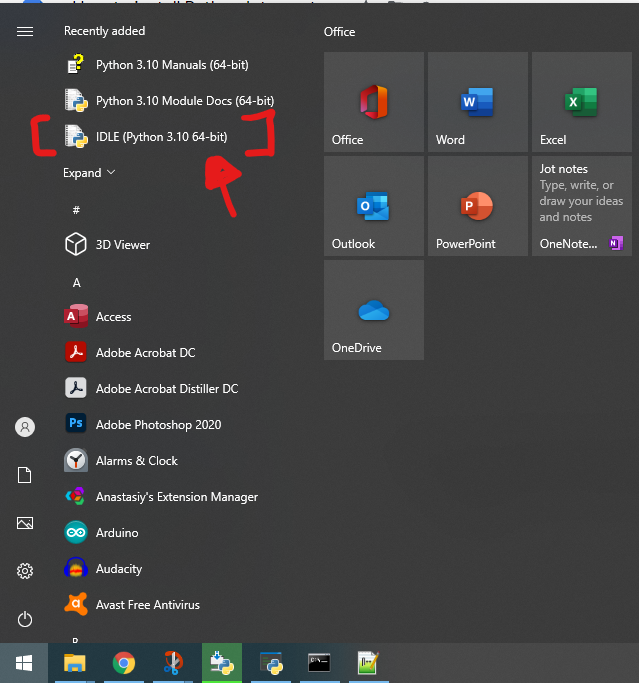 Recently added
Python 3.10 Manuals (64-bit)
Python 3.10 Module Docs (64-bit)
IDLE (Python 3.10 64-bit)
Expand
#
3D Viewer
A
Access
Adobe Acrobat DC
Adobe Acrobat Distiller DC
Adobe Photoshop 2020
Alarms & Clock
Anastasiy's Extension Manager
Arduino
Audacity
Avast Free Antivirus
Office
Office
Word
Excel
Outlook
PowerPoint
Jot notes
Type, write, or
draw your ideas
and notes
OneNote...
OneDrive